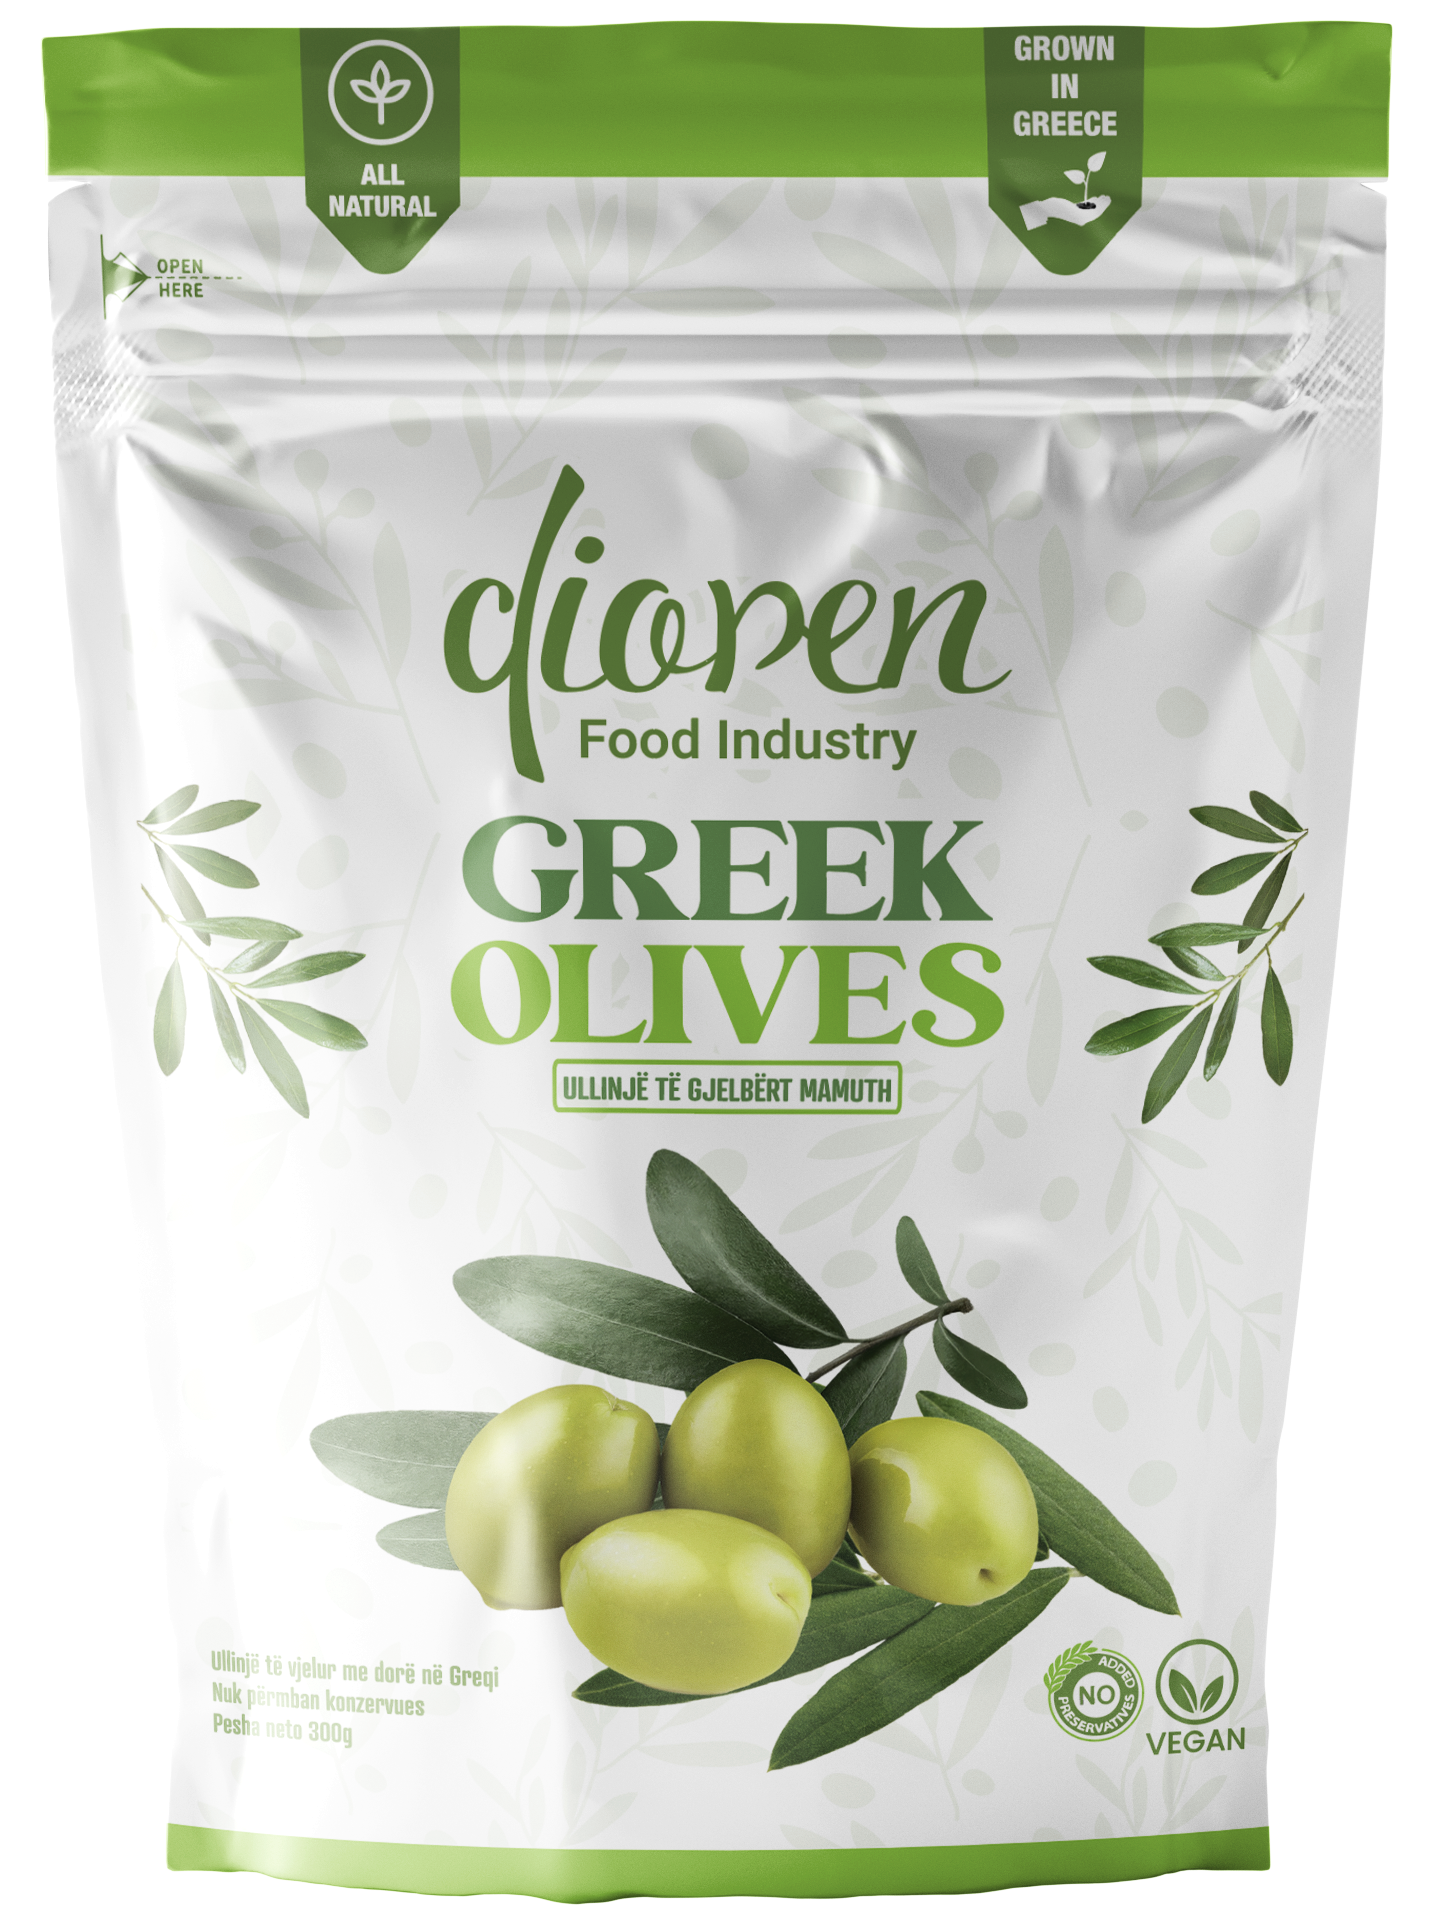 ALL
NATURAL
GROWN
IN
GREECE
OPEN
HERE
diopen
Food Industry
GREEK
OLIVES
ULLINJË TË GJELBËRT MAMUTH
Ullinjë të vjelur me dorë në Greqi
Nuk përmban konzervues
Pesha neto 300g
NO
ADDED
PRESERVATIVES
VEGAN